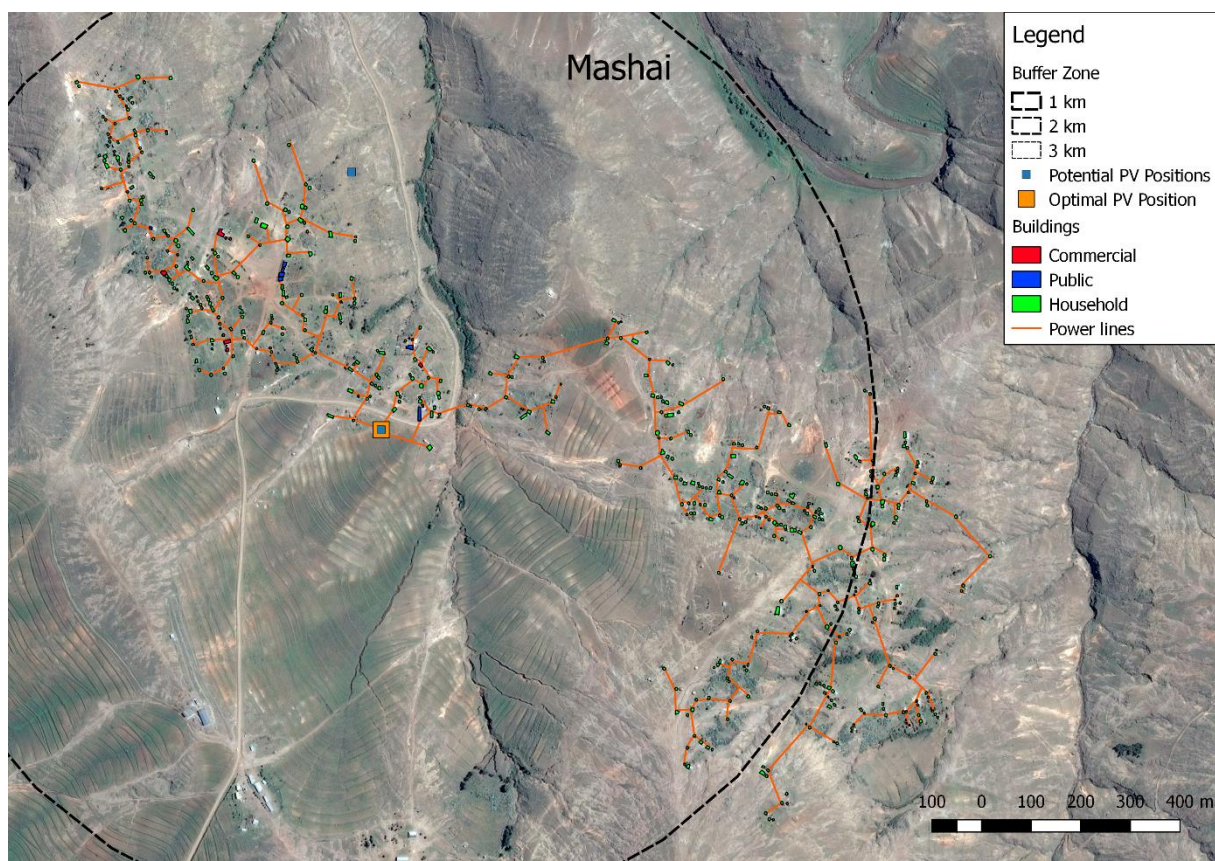 Mashai
Legend
Buffer Zone
1 km
2 km
3 km
Potential PV Positions
Optimal PV Position
Buildings
Commercial
Public
Household
Power lines
100 0 100 200 300 400 m